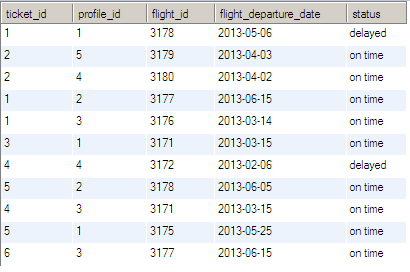 ticket_id profile_id flight_id flight_departure_date status
1 1 3178 2013-05-06 delayed
2 5 3179 2013-04-03 on time
2 4 3180 2013-04-02 on time
1 2 3177 2013-06-15 on time
1 3 3176 2013-03-14 on time
3 1 3171 2013-03-15 on time
4 4 3172 2013-02-06 delayed
5 2 3178 2013-06-05 on time
4 3 3171 2013-03-15 on time
5 1 3175 2013-05-25 on time
6 3 3177 2013-06-15 on time